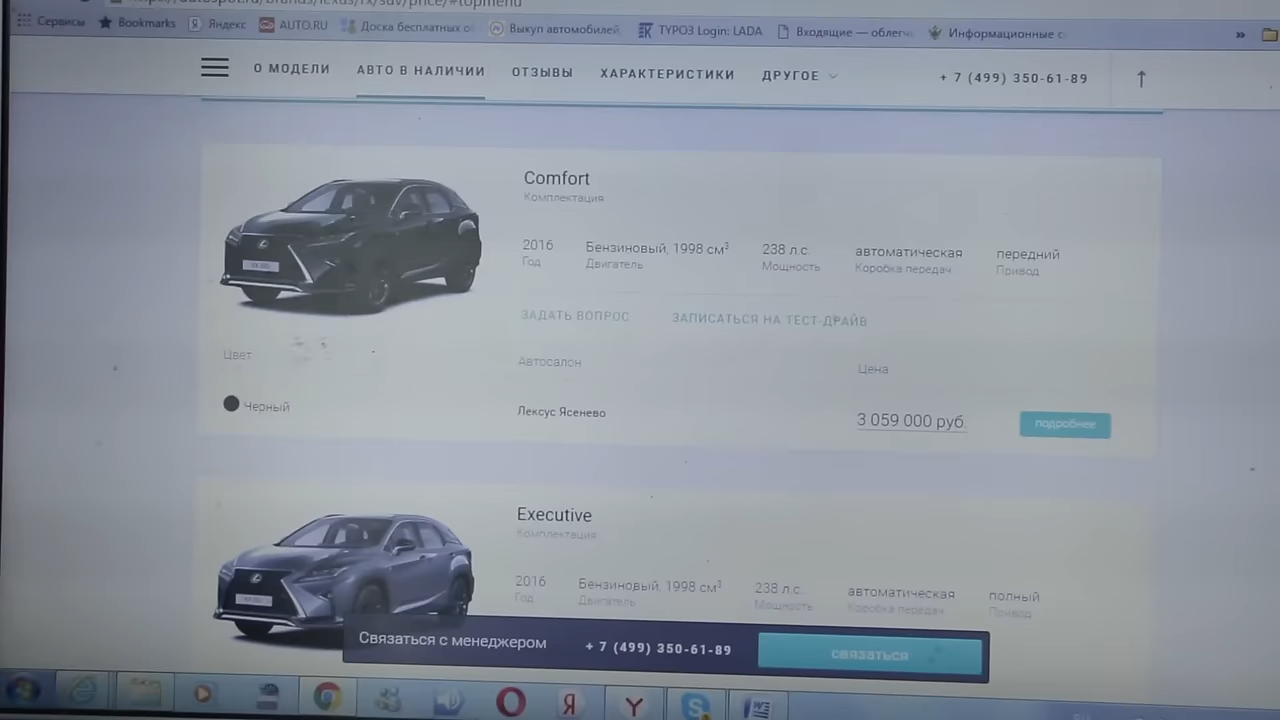 Сервисы Bookmarks Яндекс AUTO.RU Доска бесплатных о Выкуп автомобилей, TYPO3 Login: LADA Входящие — облегч Информационные с »
О МОДЕЛИ АВТО В НАЛИЧИИ ОТЗЫВЫ ХАРАКТЕРИСТИКИ ДРУГОЕ + 7 (499) 350-61-89
Comfort
Комплектация
2016 Бензиновый, 1998 см³ 238 л.с. автоматическая передний
Год Двигатель Мощность Коробка передач Привод
ЗАДАТЬ ВОПРОС ЗАПИСАТЬСЯ НА ТЕСТ-ДРАЙВ
Цвет Автосалон Цена
Черный Лексус Ясенево 3 059 000 руб. подробнее
Executive
Комплектация
2016 Бензиновый, 1998 см³ 238 л.с. автоматическая полный
Год Двигатель Мощность Коробка передач Привод
Связаться с менеджером + 7 (499) 350-61-89 связаться